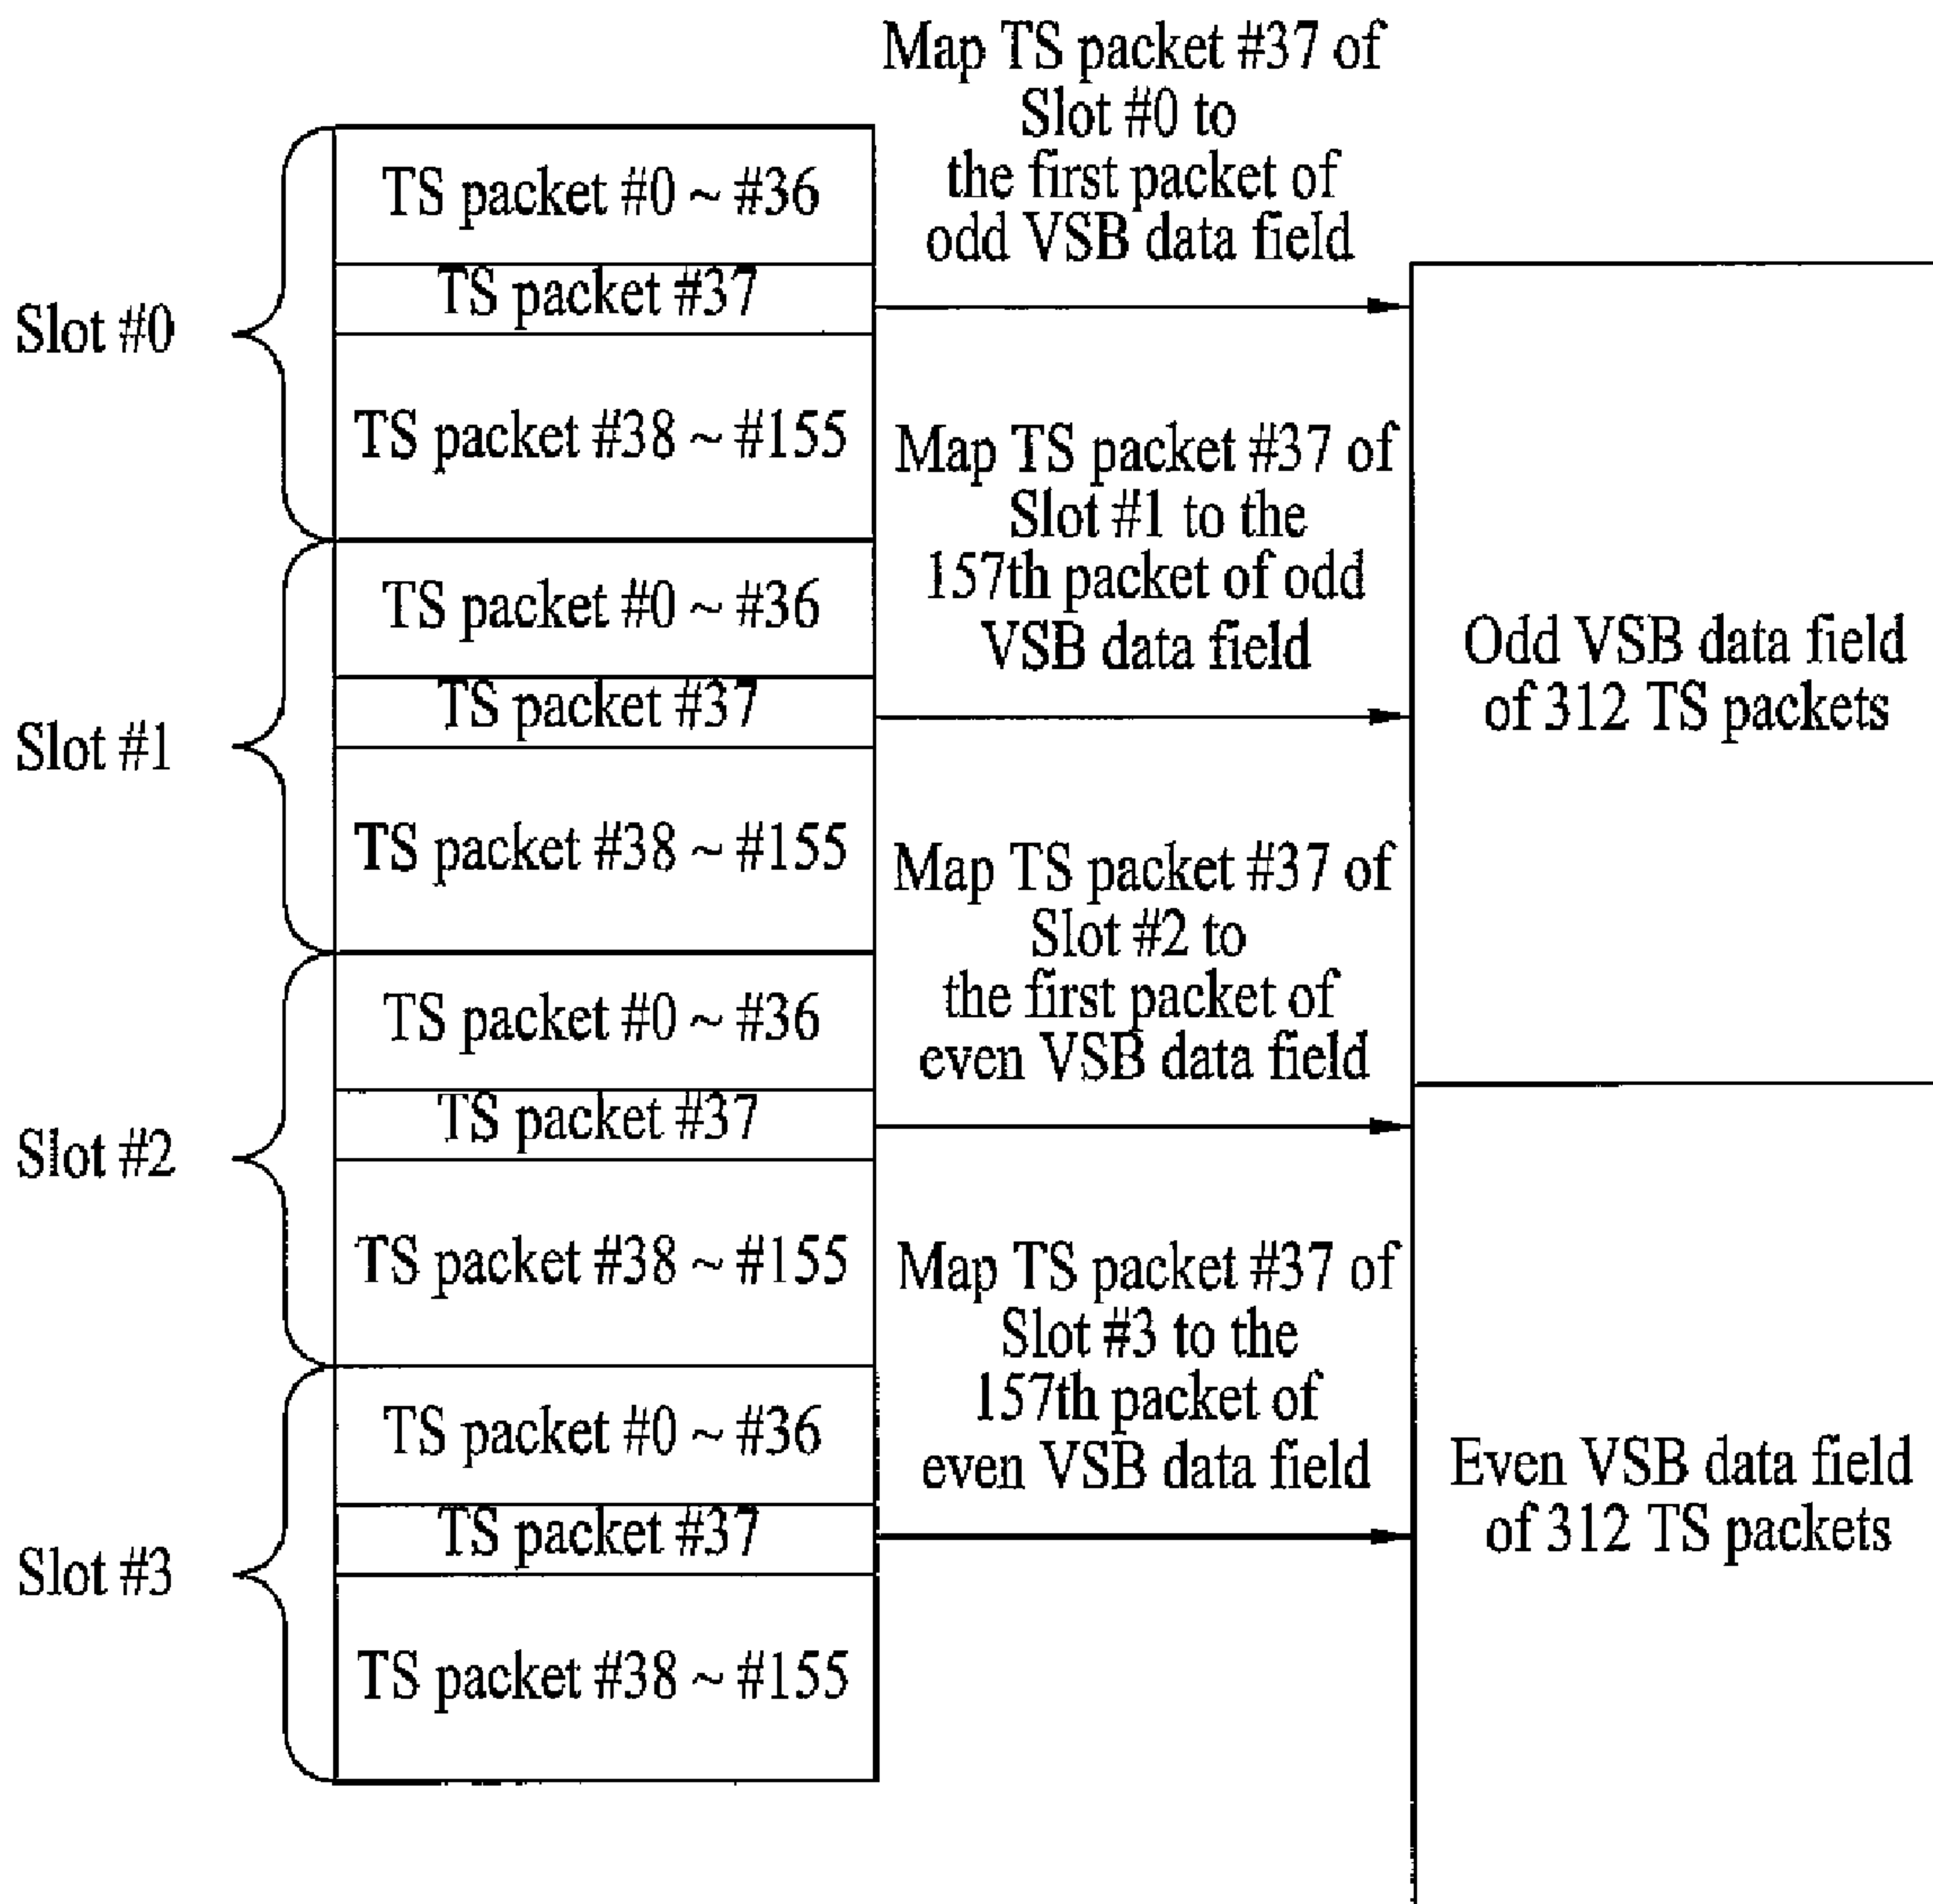 Map TS packet #37 of
Slot #0 to
the first packet of
odd VSB data field
Slot #0
TS packet #0 ~ #36
TS packet #37
TS packet #38 ~ #155
Map TS packet #37 of
Slot #1 to the
157th packet of odd
VSB data field
Slot #1
TS packet #0 ~ #36
TS packet #37
TS packet #38 ~ #155
Odd VSB data field
of 312 TS packets
Map TS packet #37 of
Slot #2 to
the first packet of
even VSB data field
Slot #2
TS packet #0 ~ #36
TS packet #37
TS packet #38 ~ #155
Map TS packet #37 of
Slot #3 to the
157th packet of
even VSB data field
Slot #3
TS packet #0 ~ #36
TS packet #37
TS packet #38 ~ #155
Even VSB data field
of 312 TS packets